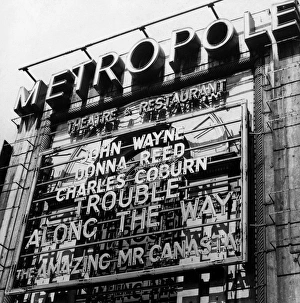 METROPOLE
THEATRE & RESTAURANT
JOHN WAYNE
DONNA REED
CHARLES COBURN
TROUBLE
ALONG THE WAY
THE AMAZING MR CANASTA